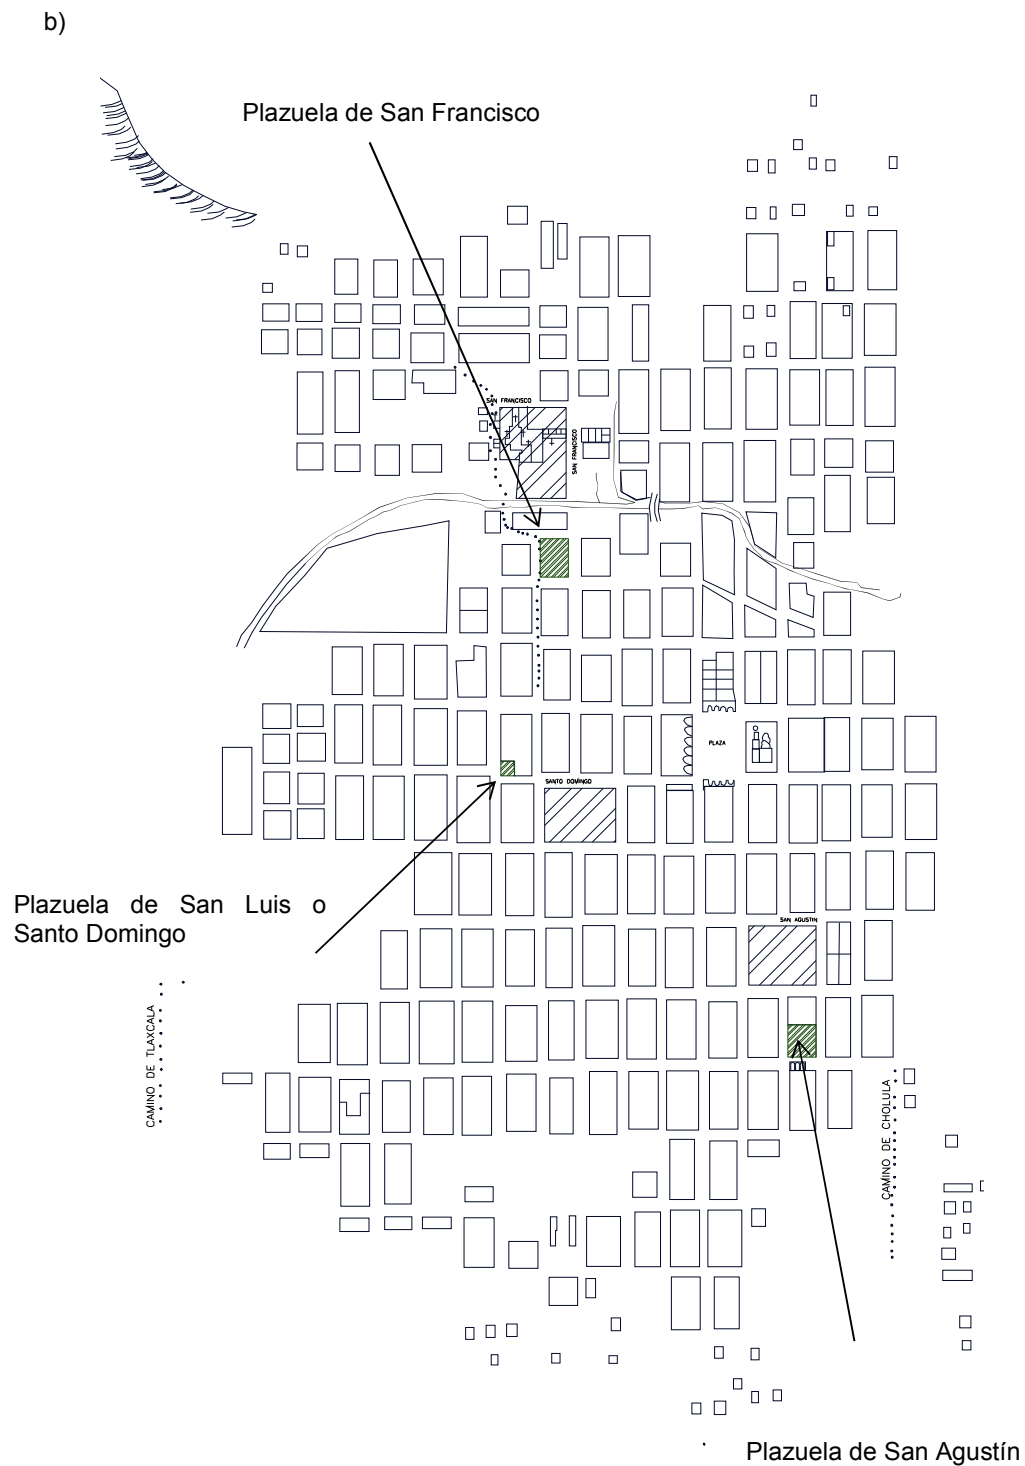 b)
Plazuela de San Francisco
SAN FRANCISCO
SAN FRANCISCO
PLAZA
SANTO DOMINGO
Plazuela de San Luis o
Santo Domingo
SAN AGUSTIN
CAMINO DE TLAXCALA
CAMINO DE CHOLULA
Plazuela de San Agustín